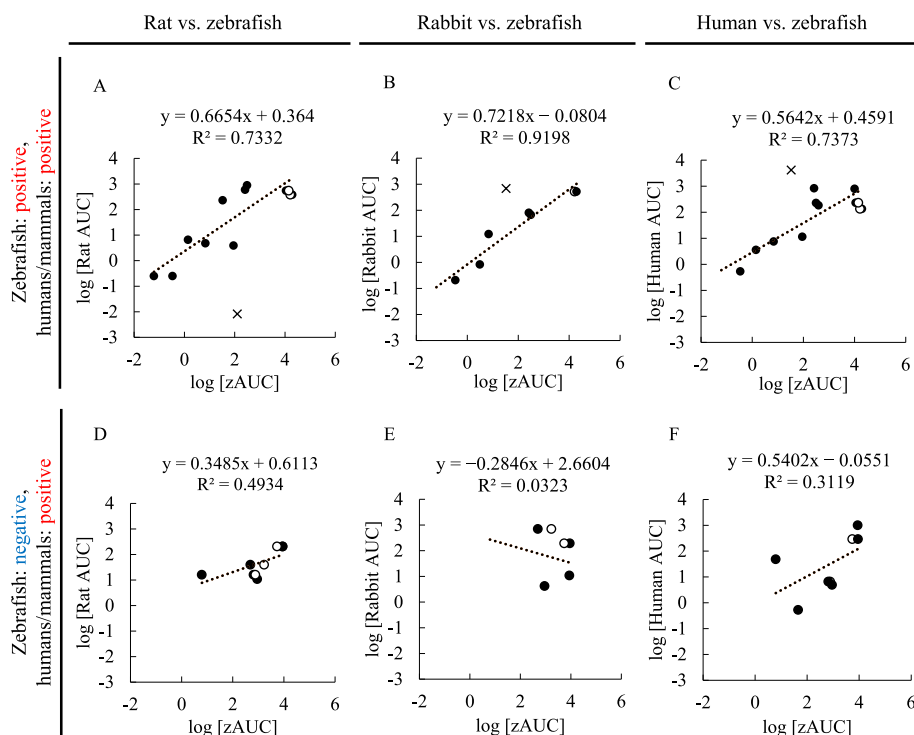 Rat vs. zebrafish
Rabbit vs. zebrafish
Human vs. zebrafish
Zebrafish: positive,
humans/mammals: positive
A
y = 0.6654x + 0.364
R² = 0.7332
log [Rat AUC]
4
3
2
1
0
-1
-2
-3
-2
0
2
4
6
log [zAUC]
B
y = 0.7218x − 0.0804
R² = 0.9198
log [Rabbit AUC]
4
3
2
1
0
-1
-2
-3
-2
0
2
4
6
log [zAUC]
C
y = 0.5642x + 0.4591
R² = 0.7373
log [Human AUC]
4
3
2
1
0
-1
-2
-3
-2
0
2
4
6
log [zAUC]
Zebrafish: negative,
humans/mammals: positive
D
y = 0.3485x + 0.6113
R² = 0.4934
log [Rat AUC]
4
3
2
1
0
-1
-2
-3
-2
0
2
4
6
log [zAUC]
E
y = −0.2846x + 2.6604
R² = 0.0323
log [Rabbit AUC]
4
3
2
1
0
-1
-2
-3
-2
0
2
4
6
log [zAUC]
F
y = 0.5402x − 0.0551
R² = 0.3119
log [Human AUC]
4
3
2
1
0
-1
-2
-3
-2
0
2
4
6
log [zAUC]